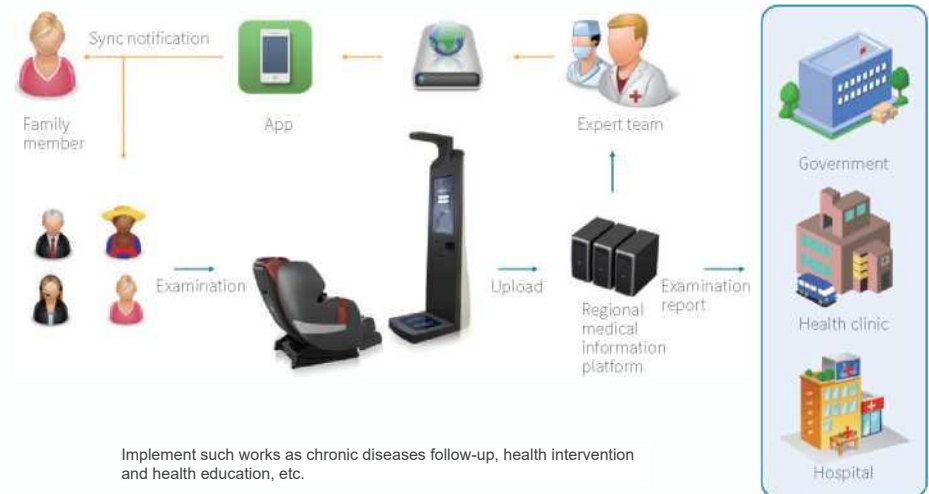 Sync notification
Family
member
App
Expert team
Government
Examination
Upload
Regional
medical
information
platform
Examination
report
Health clinic
Hospital
Implement such works as chronic diseases follow-up, health intervention
and health education, etc.